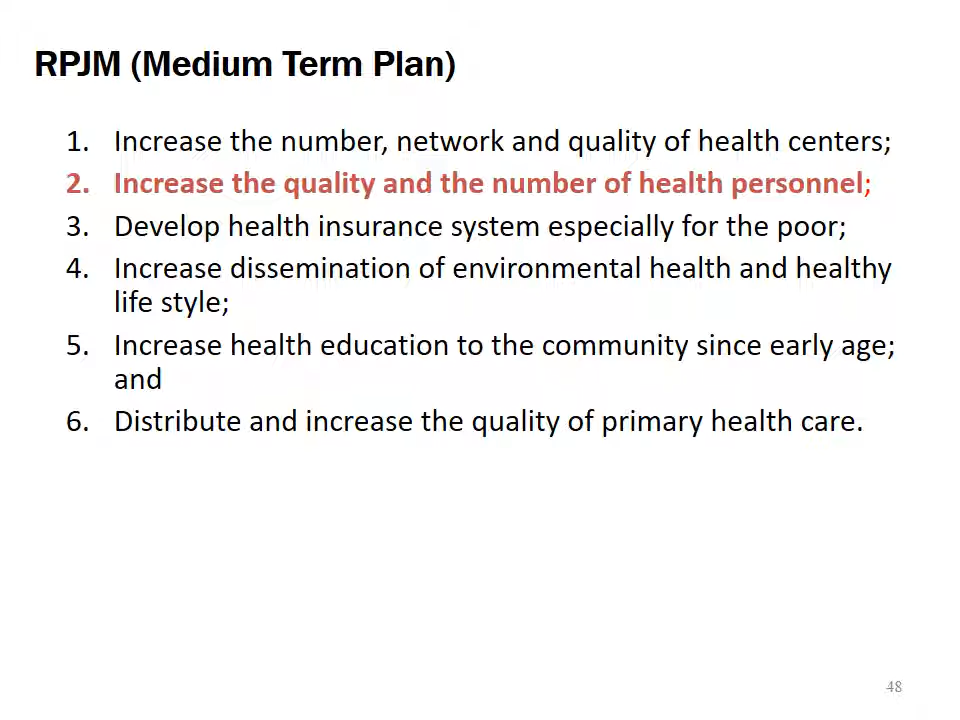 RPJM (Medium Term Plan)
1. Increase the number, network and quality of health centers;
2. Increase the quality and the number of health personnel;
3. Develop health insurance system especially for the poor;
4. Increase dissemination of environmental health and healthy
life style;
5. Increase health education to the community since early age;
and
6. Distribute and increase the quality of primary health care.
48